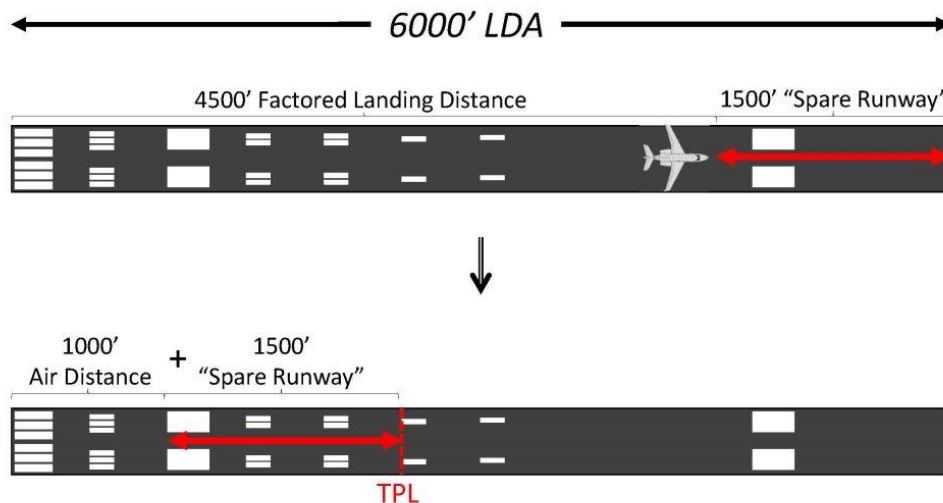 6000’ LDA
4500’ Factored Landing Distance
1500’ “Spare Runway”
1000’
Air Distance
+
1500’
“Spare Runway”
TPL